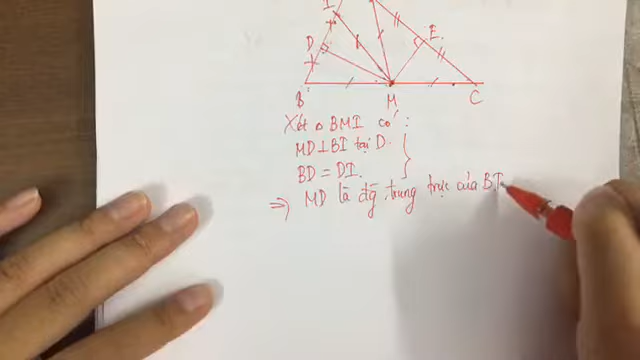 I
D
E
B
M
C
Xét △ BMI có:
MD⊥BI tại D.
BD = DI.
⇒ MD là đg̃ trung trực của BI